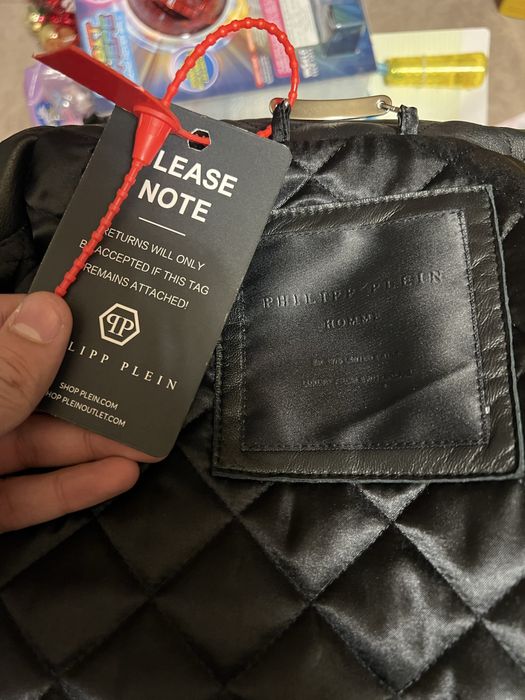 LEASE
NOTE
RETURNS WILL ONLY
BE ACCEPTED IF THIS TAG
REMAINS ATTACHED!
PP
LIPP PLEIN
SHOP PLEIN.COM
SHOP PLEINOUTLET.COM
PHILIPP PLEIN
HOMME